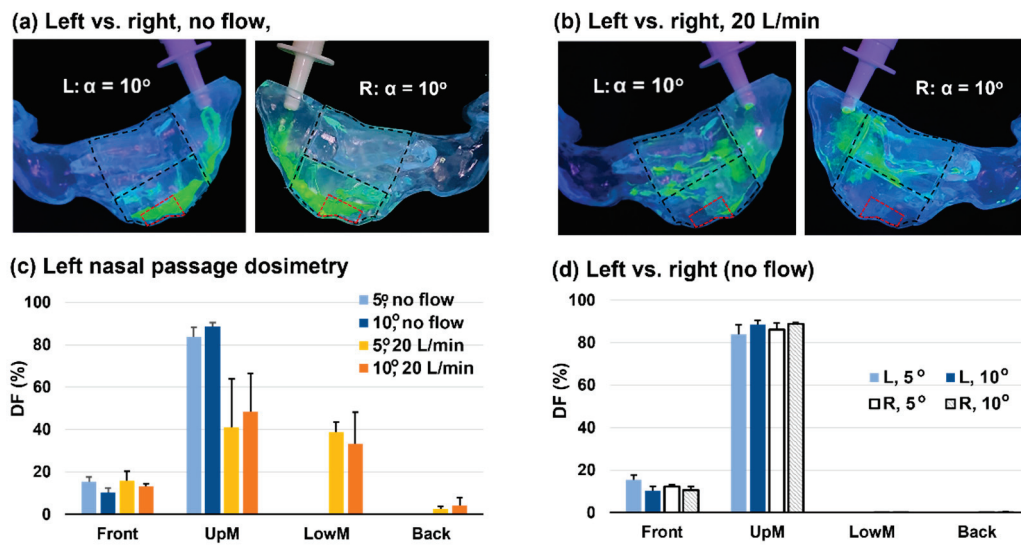 (a) Left vs. right, no flow,
L: α = 10°
R: α = 10°
(b) Left vs. right, 20 L/min
L: α = 10°
R: α = 10°
(c) Left nasal passage dosimetry
DF (%)
100
80
60
40
20
0
5°, no flow
10°, no flow
5°, 20 L/min
10°, 20 L/min
Front UpM LowM Back
(d) Left vs. right (no flow)
DF (%)
100
80
60
40
20
0
L, 5° L, 10°
R, 5° R, 10°
Front UpM LowM Back